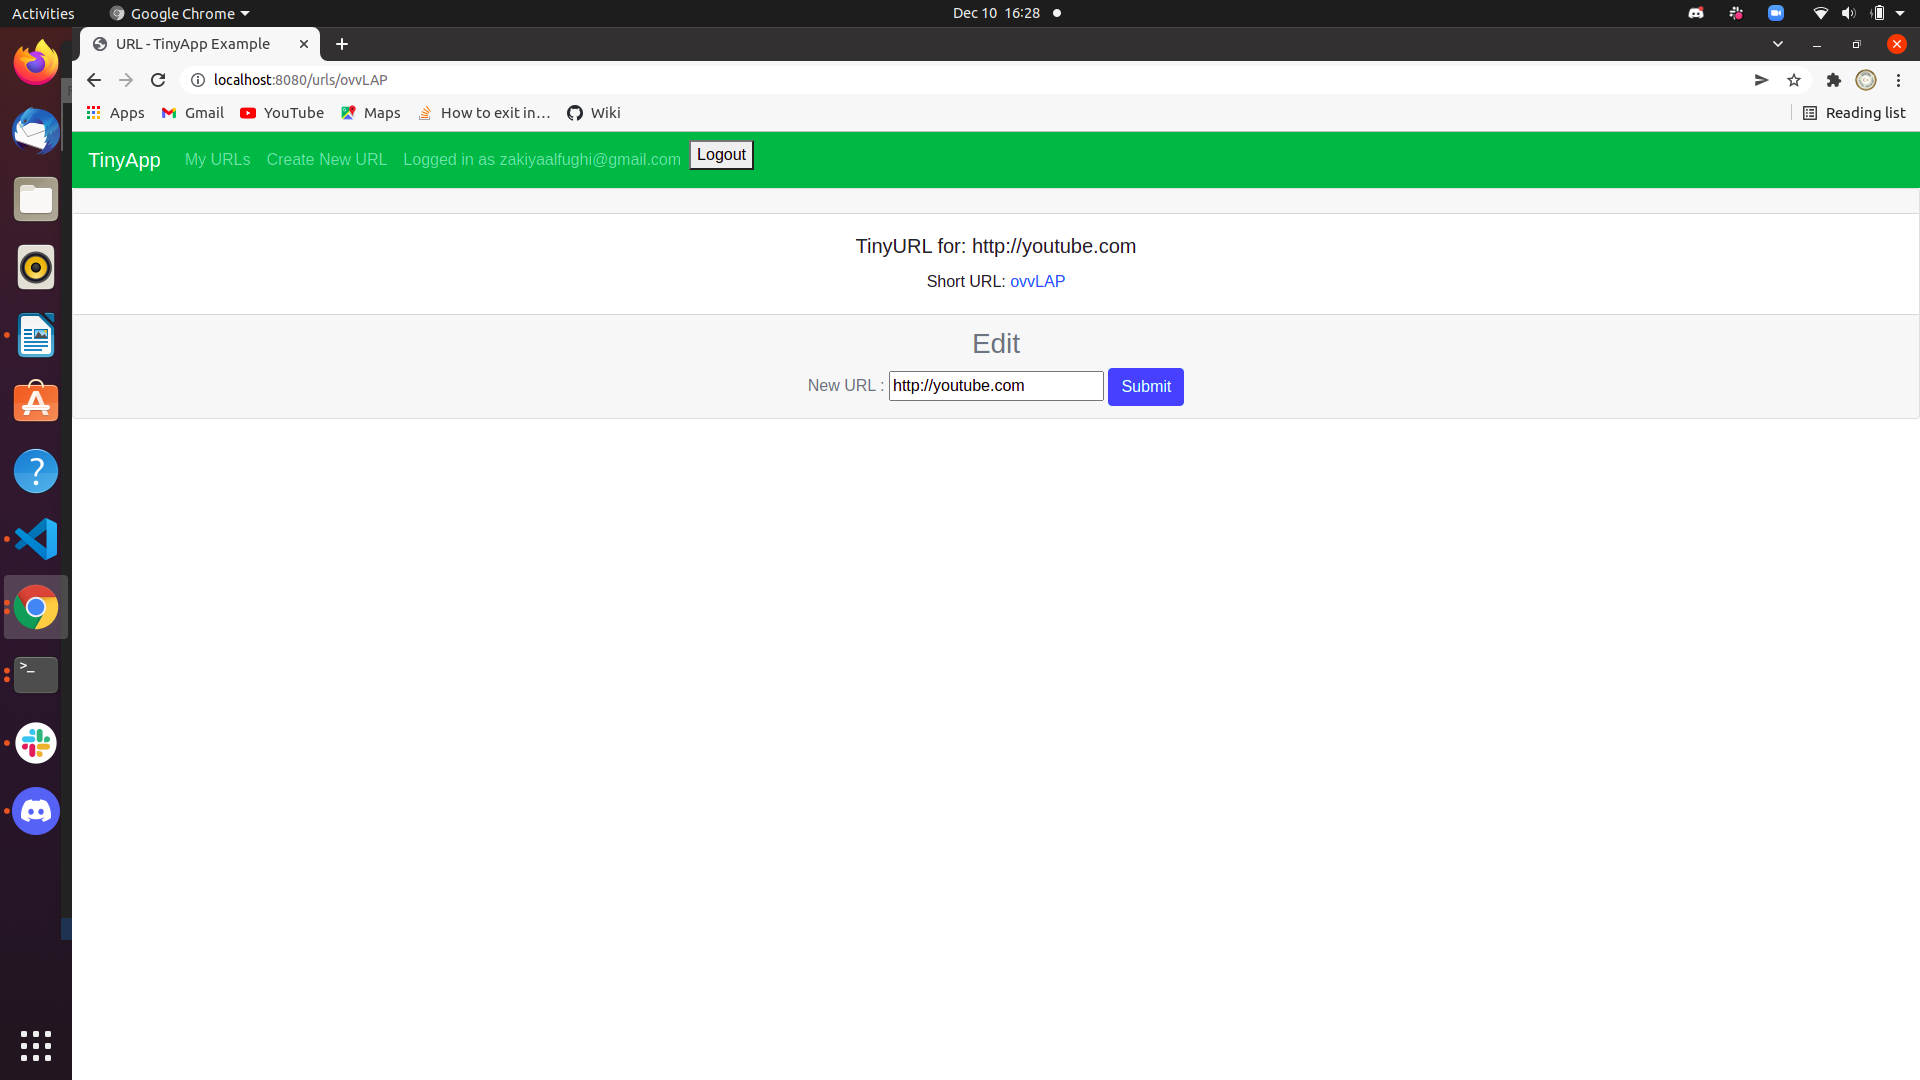 Activities Google Chrome Dec 10 16:28
URL - TinyApp Example
localhost:8080/urls/ovvLAP
Apps Gmail YouTube Maps How to exit in… Wiki Reading list
TinyApp My URLs Create New URL Logged in as zakiyaalfughi@gmail.com Logout
TinyURL for: http://youtube.com
Short URL: ovvLAP
Edit
New URL : http://youtube.com Submit